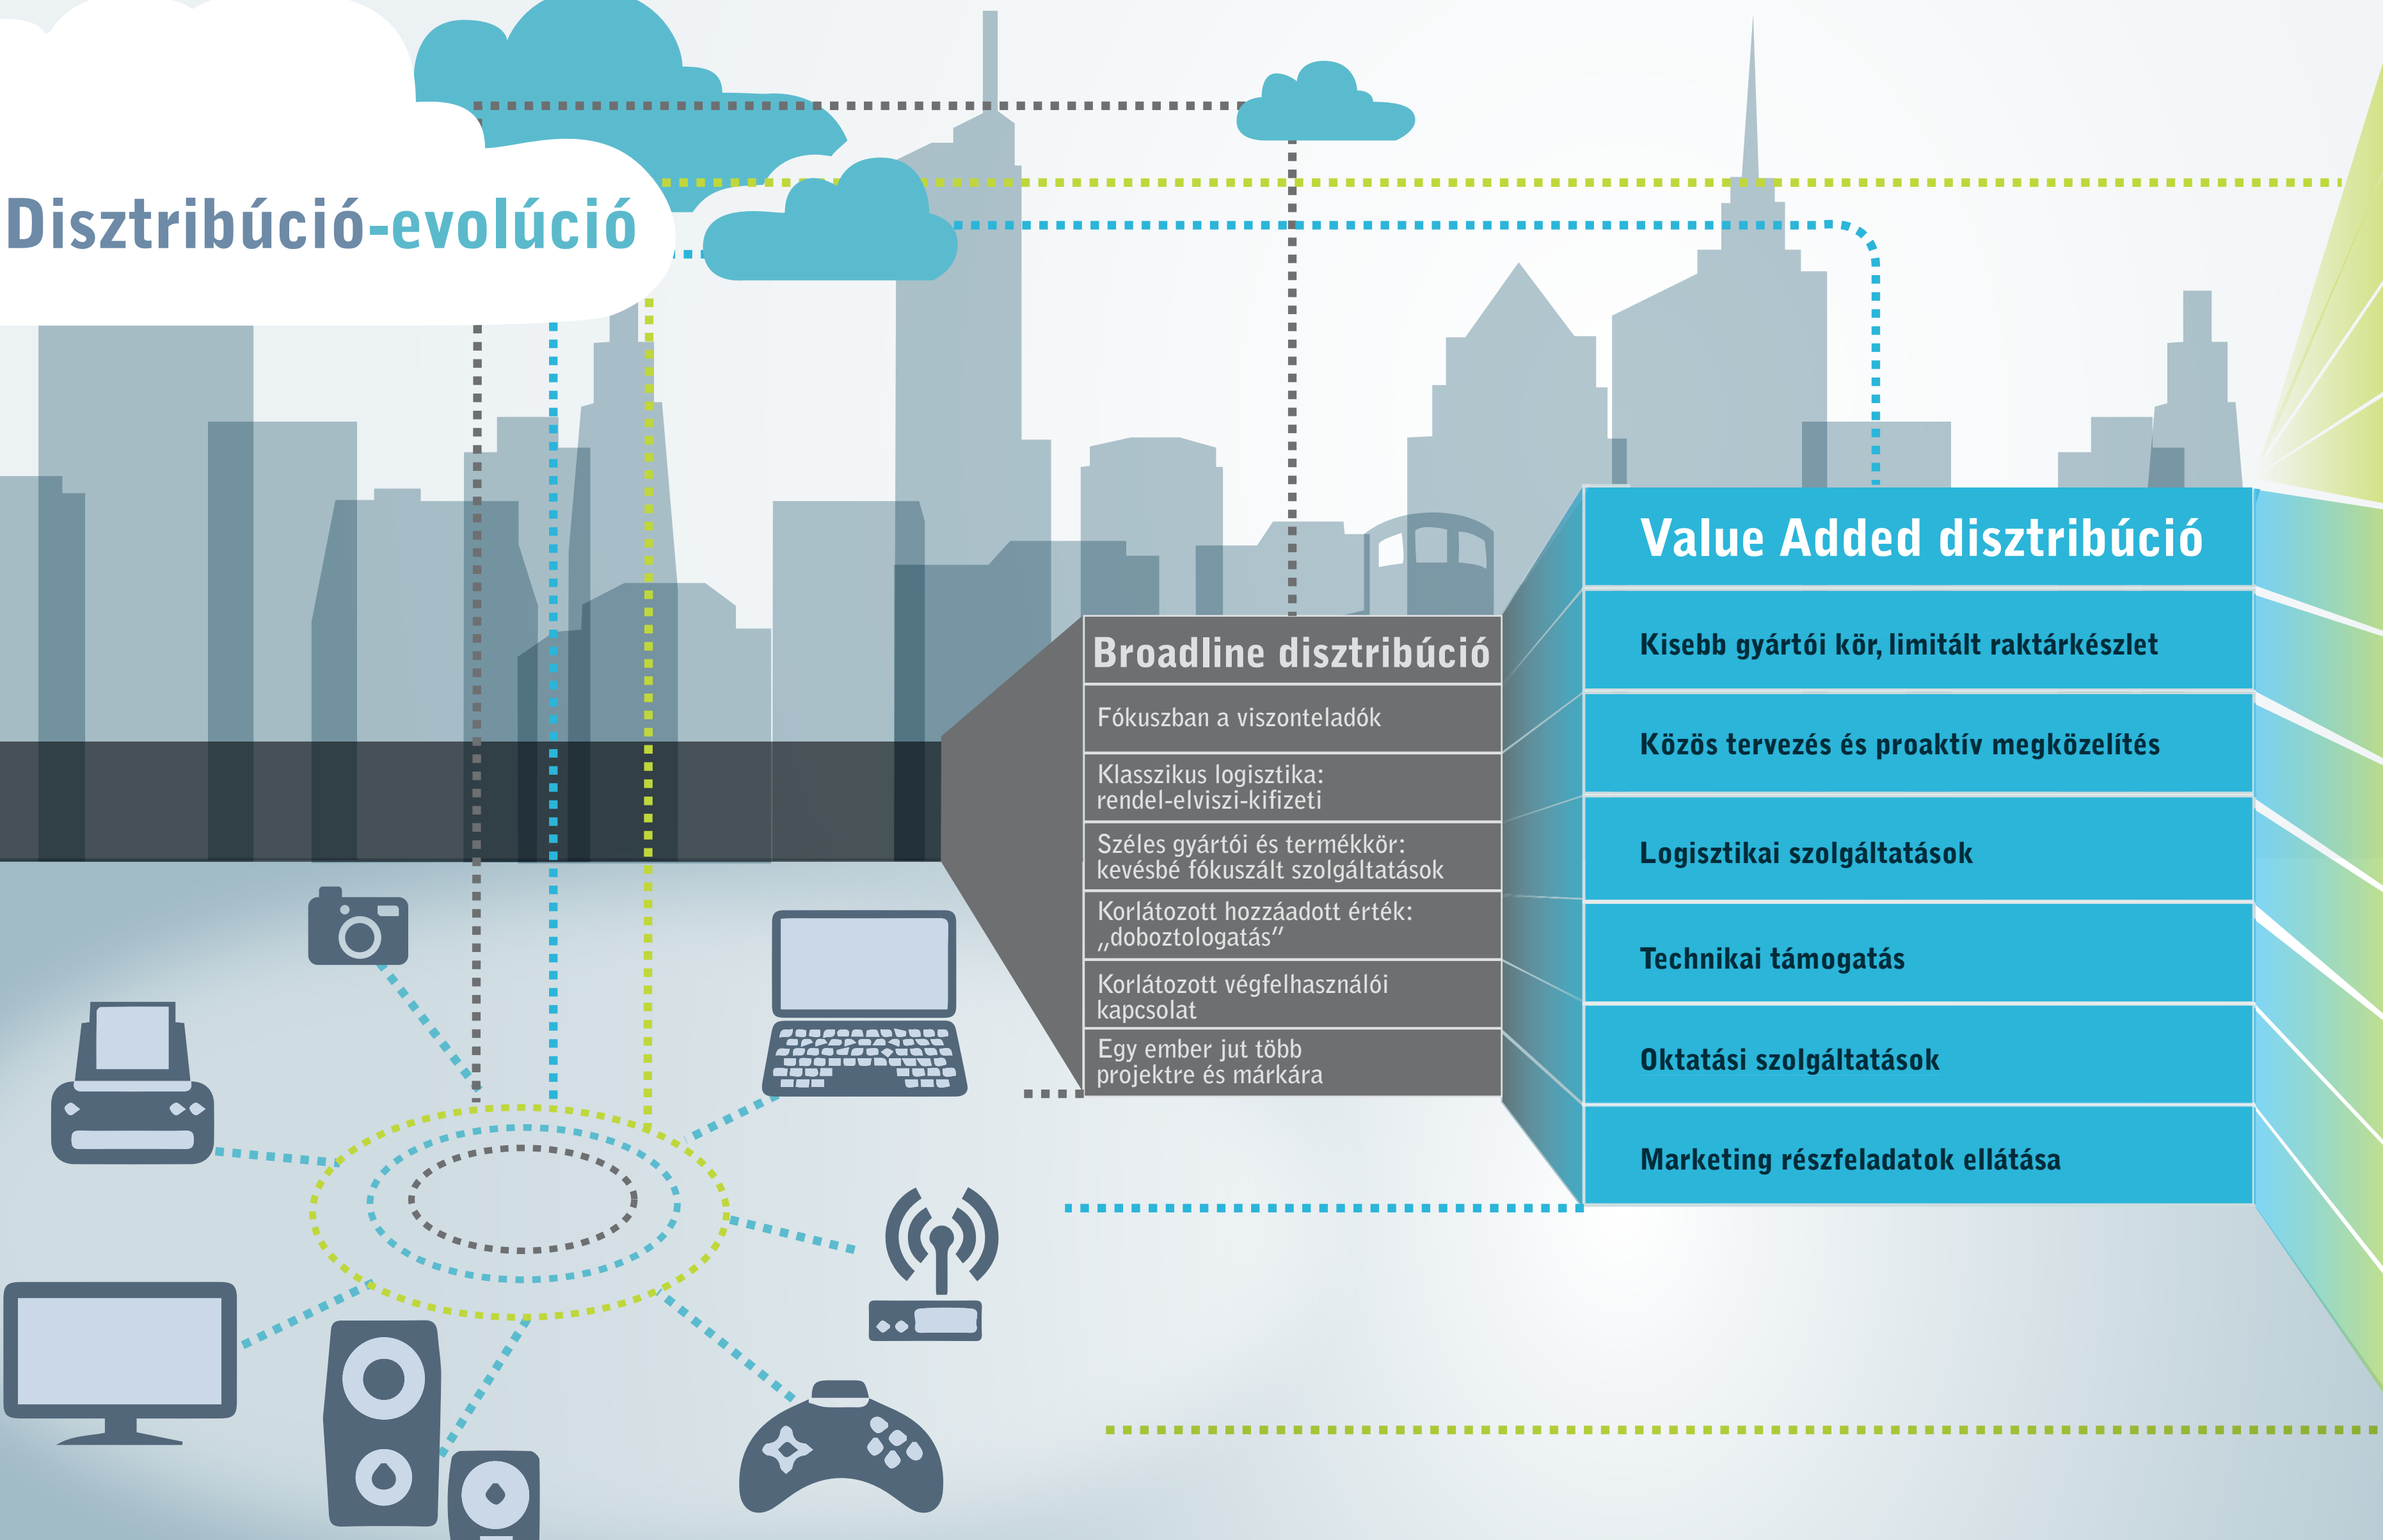 Disztribúció-evolúció
Broadline disztribúció
Fókuszban a viszonteladók
Klasszikus logisztika:
rendel-elviszi-kifizeti
Széles gyártói és termékkör:
kevésbé fókuszált szolgáltatások
Korlátozott hozzáadott érték:
„doboztologatás”
Korlátozott végfelhasználói
kapcsolat
Egy ember jut több
projektre és márkára
Value Added disztribúció
Kisebb gyártói kör, limitált raktárkészlet
Közös tervezés és proaktív megközelítés
Logisztikai szolgáltatások
Technikai támogatás
Oktatási szolgáltatások
Marketing részfeladatok ellátása